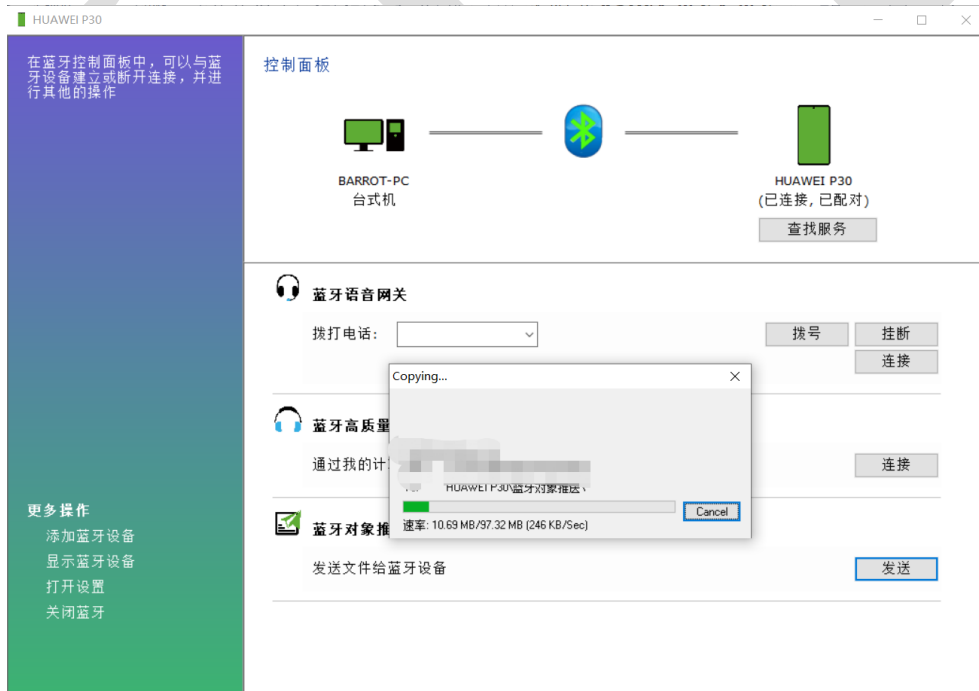 HUAWEI P30
在蓝牙控制面板中，可以与蓝
牙设备建立或断开连接，并进
行其他的操作
控制面板
BARROT-PC
台式机
HUAWEI P30
(已连接, 已配对)
查找服务
蓝牙语音网关
拨打电话:
拨号
挂断
连接
Copying...
蓝牙高质量
通过我的计
连接
HUAWEI P30\蓝牙对象推送\
Cancel
速率: 10.69 MB/97.32 MB (246 KB/Sec)
蓝牙对象推
发送文件给蓝牙设备
发送
更多操作
添加蓝牙设备
显示蓝牙设备
打开设置
关闭蓝牙